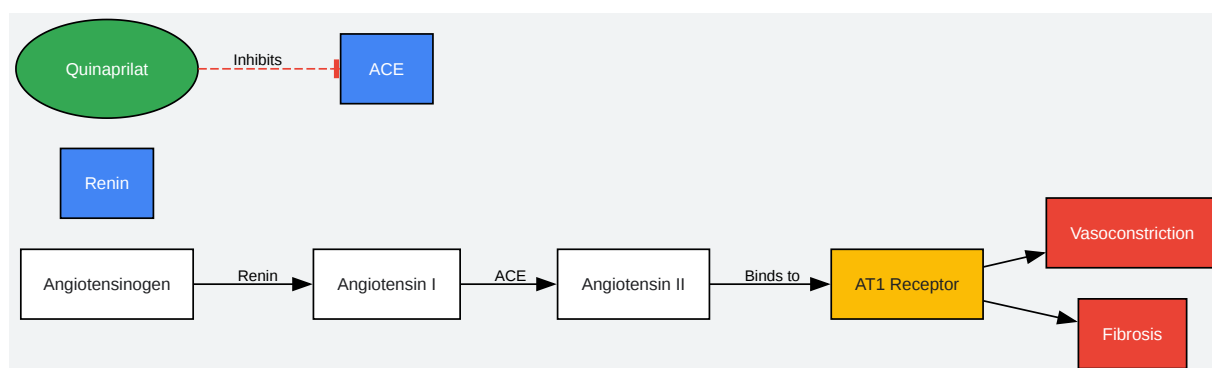 Quinaprilat
Inhibits
ACE
Renin
Vasoconstriction
Angiotensinogen
Renin
Angiotensin I
ACE
Angiotensin II
Binds to
AT1 Receptor
Fibrosis